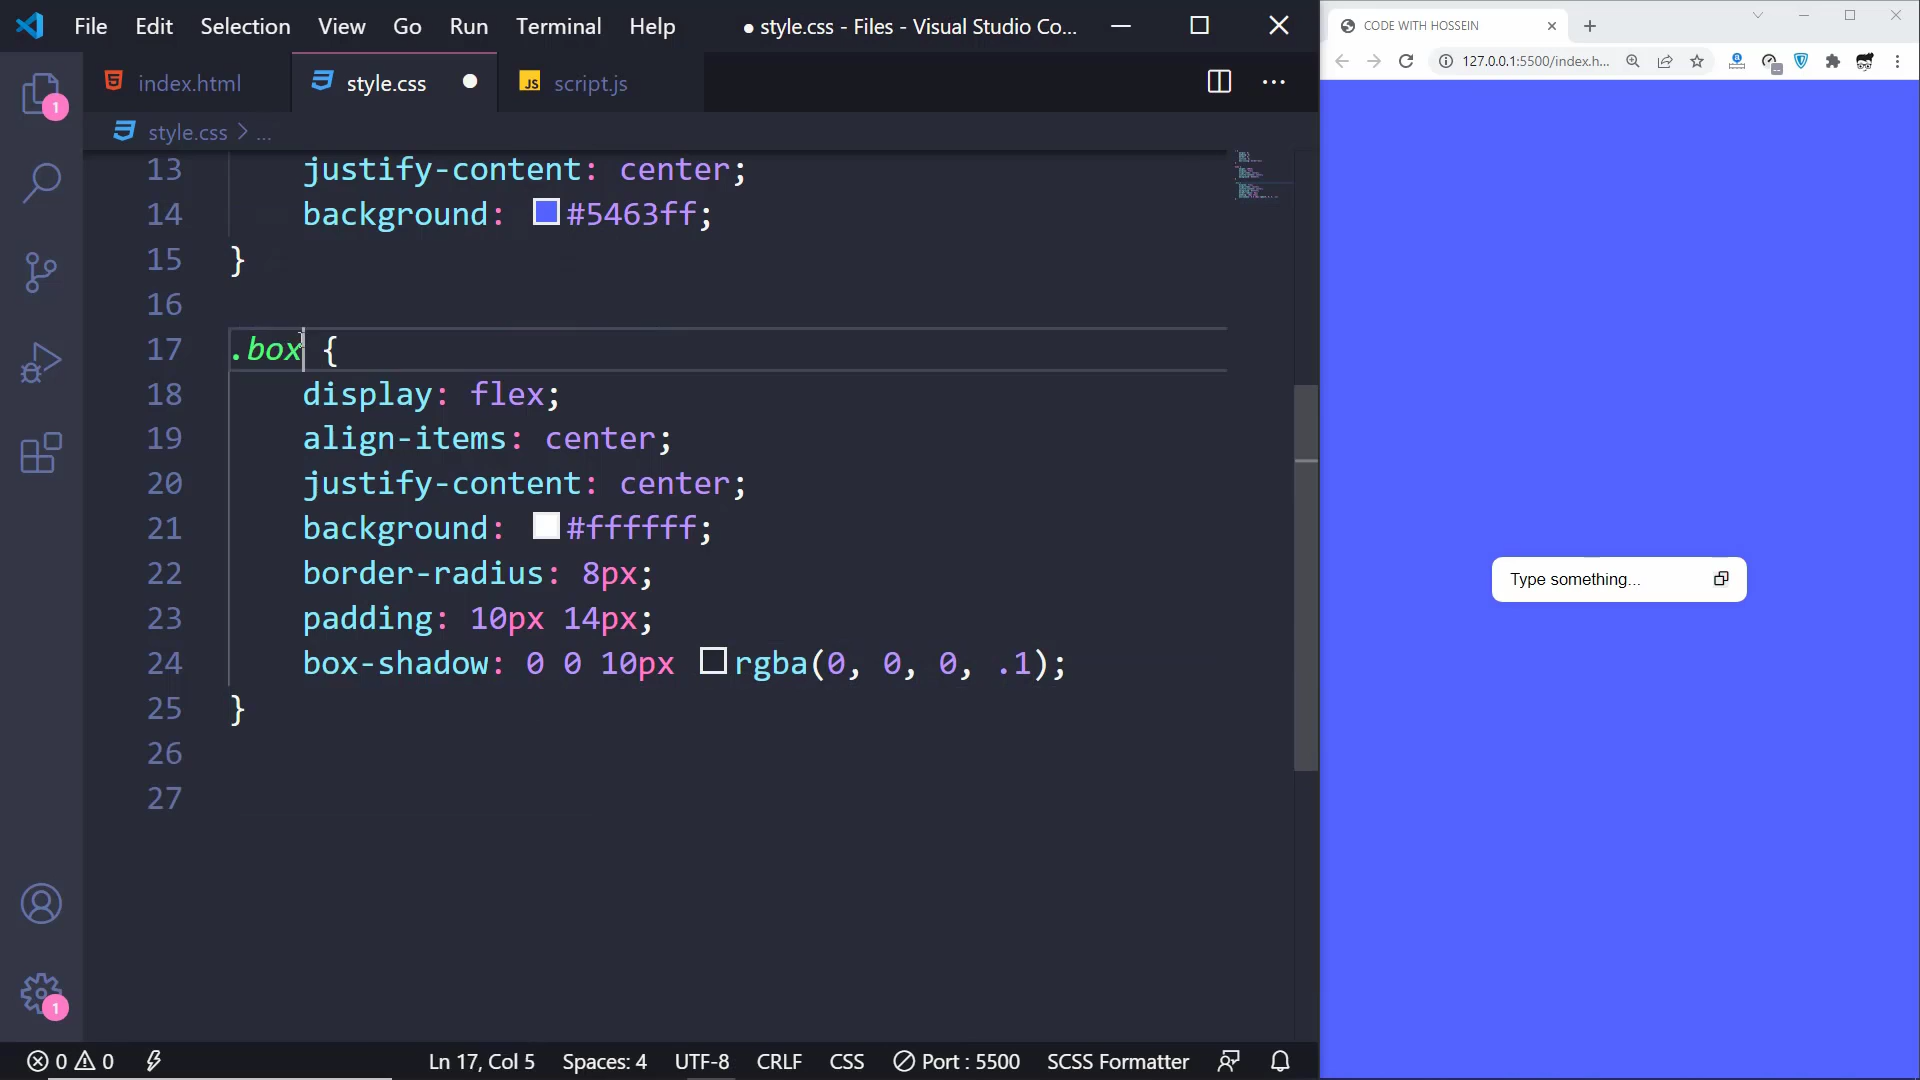 File Edit Selection View Go Run Terminal Help ● style.css - Files - Visual Studio Co...
index.html style.css ● script.js
style.css > ...
13 justify-content: center;
14 background: #5463ff;
15 }
16
17 .box {
18 display: flex;
19 align-items: center;
20 justify-content: center;
21 background: #ffffff;
22 border-radius: 8px;
23 padding: 10px 14px;
24 box-shadow: 0 0 10px rgba(0, 0, 0, .1);
25 }
26
27
1
1
0 0 Ln 17, Col 5 Spaces: 4 UTF-8 CRLF CSS Port : 5500 SCSS Formatter
CODE WITH HOSSEIN
127.0.0.1:5500/index.h...
Type something...